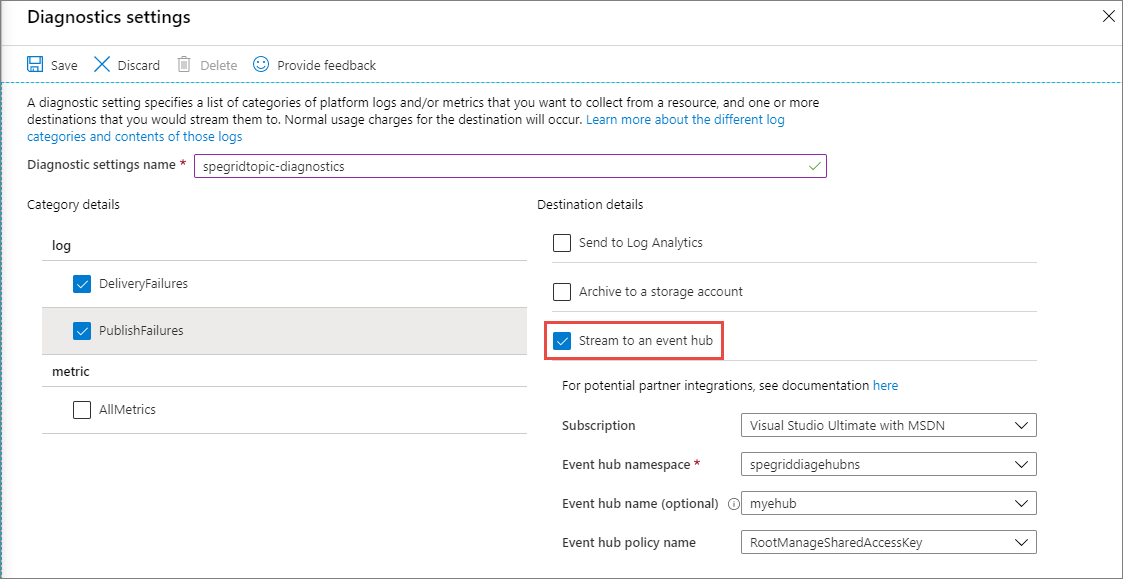 Diagnostics settings
Save
Discard
Delete
Provide feedback
A diagnostic setting specifies a list of categories of platform logs and/or metrics that you want to collect from a resource, and one or more
destinations that you would stream them to. Normal usage charges for the destination will occur. Learn more about the different log
categories and contents of those logs
Diagnostic settings name *
spegridtopic-diagnostics
Category details
log
DeliveryFailures
PublishFailures
metric
AllMetrics
Destination details
Send to Log Analytics
Archive to a storage account
Stream to an event hub
For potential partner integrations, see documentation here
Subscription
Visual Studio Ultimate with MSDN
Event hub namespace *
spegriddiagehubns
Event hub name (optional)
myehub
Event hub policy name
RootManageSharedAccessKey